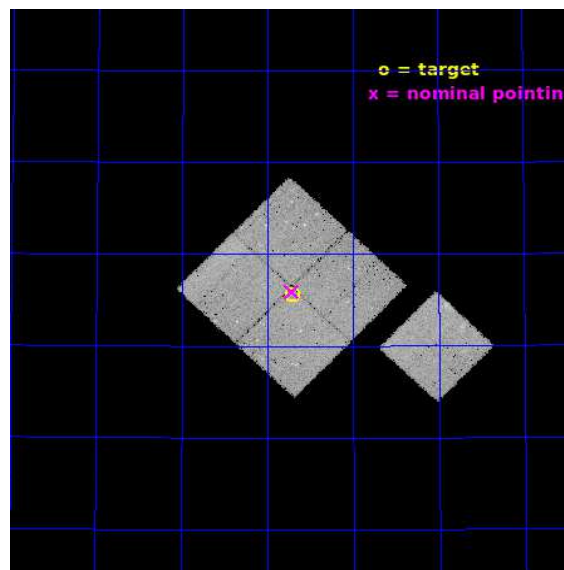 o = target
x = nominal pointin